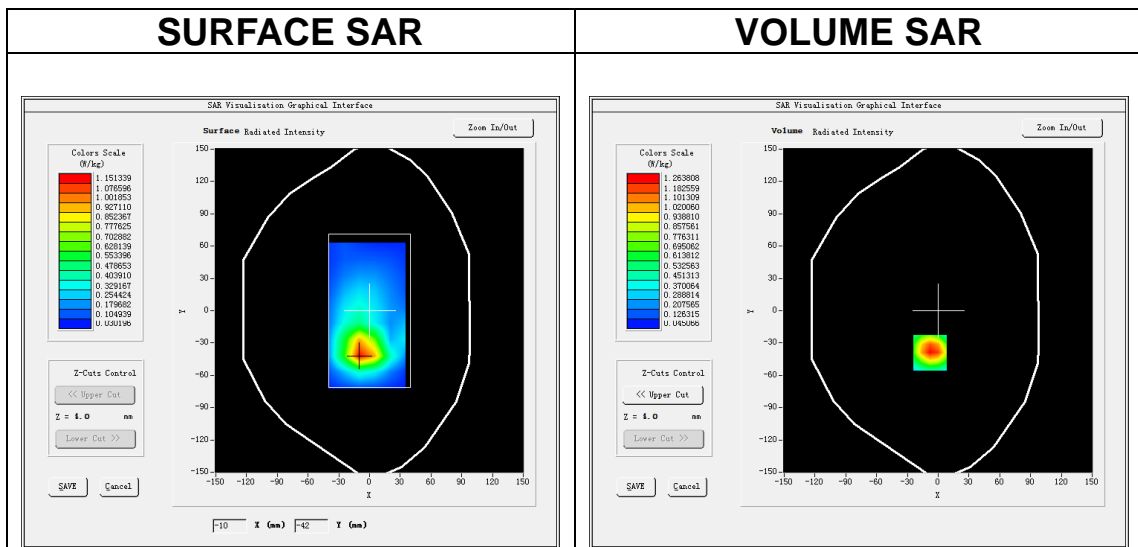 SURFACE SAR
VOLUME SAR
SAR Visualisation Graphical Interface
Surface Radiated Intensity
Zoom In/Out
Colors Scale
(W/kg)
1.151339
1.076596
1.001853
0.927110
0.852367
0.777625
0.702882
0.628139
0.553396
0.478653
0.403910
0.329167
0.254424
0.179682
0.104939
0.030196
150
120
90
60
30
0
-30
-60
-90
-120
-150
Y
-150 -120 -90 -60 -30 0 30 60 90 120 150
X
Z-Cuts Control
<< Upper Cut
Z = 4.0 mm
Lower Cut >>
SAVE Cancel
-10 X (mm) -42 Y (mm)
SAR Visualisation Graphical Interface
Volume Radiated Intensity
Zoom In/Out
Colors Scale
(W/kg)
1.263808
1.182559
1.101309
1.020060
0.938810
0.857561
0.776311
0.695062
0.613812
0.532563
0.451313
0.370064
0.288814
0.207565
0.126315
0.045066
150
120
90
60
30
0
-30
-60
-90
-120
-150
Y
-150 -120 -90 -60 -30 0 30 60 90 120 150
X
Z-Cuts Control
<< Upper Cut
Z = 4.0 mm
Lower Cut >>
SAVE Cancel